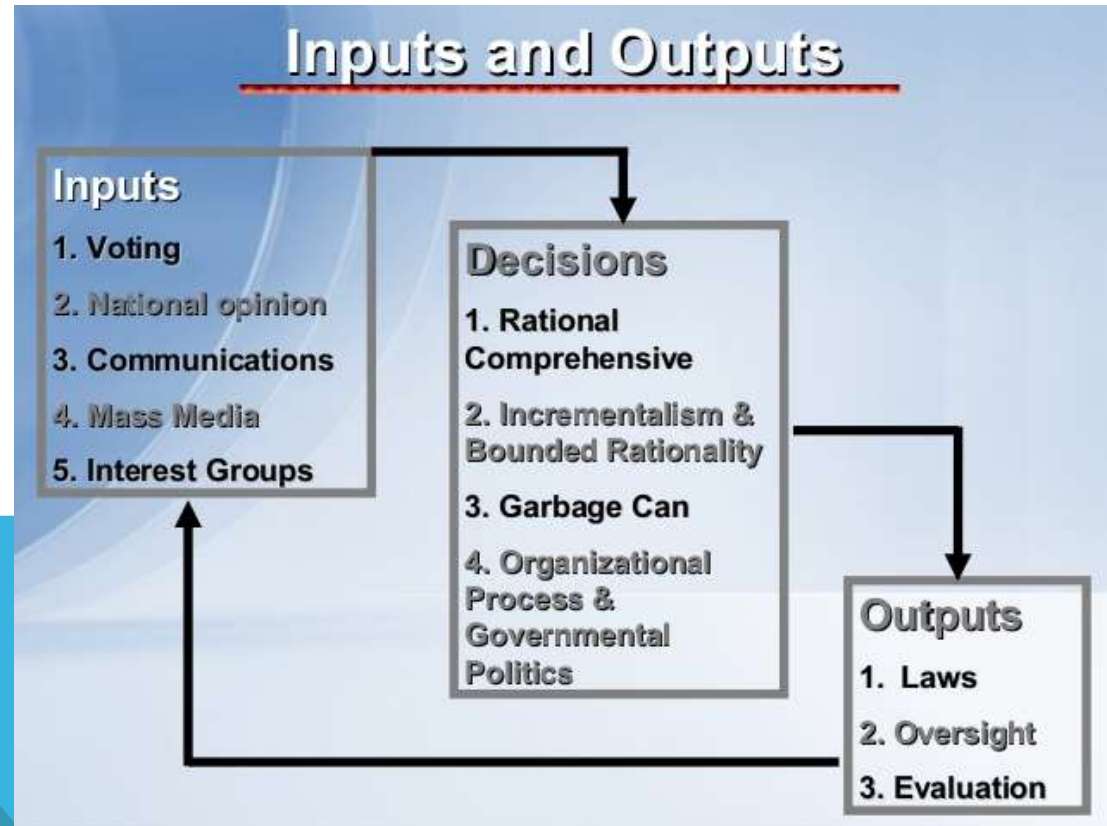 Inputs and Outputs
Inputs
1. Voting
2. National opinion
3. Communications
4. Mass Media
5. Interest Groups
Decisions
1. Rational
Comprehensive
2. Incrementalism &
Bounded Rationality
3. Garbage Can
4. Organizational
Process &
Governmental
Politics
Outputs
1. Laws
2. Oversight
3. Evaluation